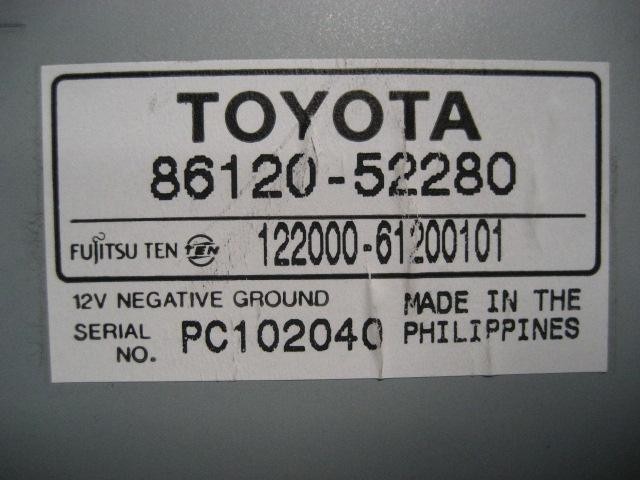 TOYOTA
86120-52280
FUJITSU TEN TEN 122000-61200101
12V NEGATIVE GROUND
SERIAL NO. PC102040
MADE IN THE
PHILIPPINES